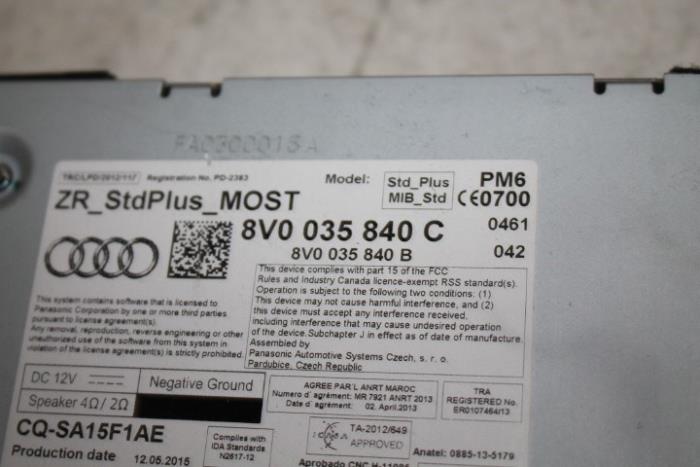 FA0300015A
TRC/LPD/2012/117 Registration No. PD-2383
Model: Std_Plus MIB_Std
PM6
CE0700
ZR_StdPlus_MOST
8V0 035 840 C
0461
8V0 035 840 B
042
This device complies with part 15 of the FCC
Rules and Industry Canada licence-exempt RSS standard(s).
Operation is subject to the following two conditions: (1)
This device may not cause harmful interference, and (2)
this device must accept any interference received,
including interference that may cause undesired operation
of the device.Subchapter J in effect as of date of manufacture.
Assembled by
Panasonic Automotive Systems Czech, s. r. o.
Pardubice, Czech Republic
This system contains software that is licensed to
Panasonic Corporation by one or more third parties
pursuant to license agreement(s).
Any removal, reproduction, reverse engineering or other
unauthorized use of the software from this system in
violation of the license agreement(s) is strictly prohibited.
DC 12V
Negative Ground
Speaker 4Ω/ 2Ω
AGREE PAR'L ANRT MAROC
Numero d´agrément: MR 7921 ANRT 2013
Date d´agrément: 02. April.2013
TRA
REGISTERED No.
ER0107464/13
CQ-SA15F1AE
Complies with
IDA Standards
N2617-12
ICASA
TA-2012/649
APPROVED
Anatel: 0885-13-5179
Production date 12.05.2015
Aprobado CNC